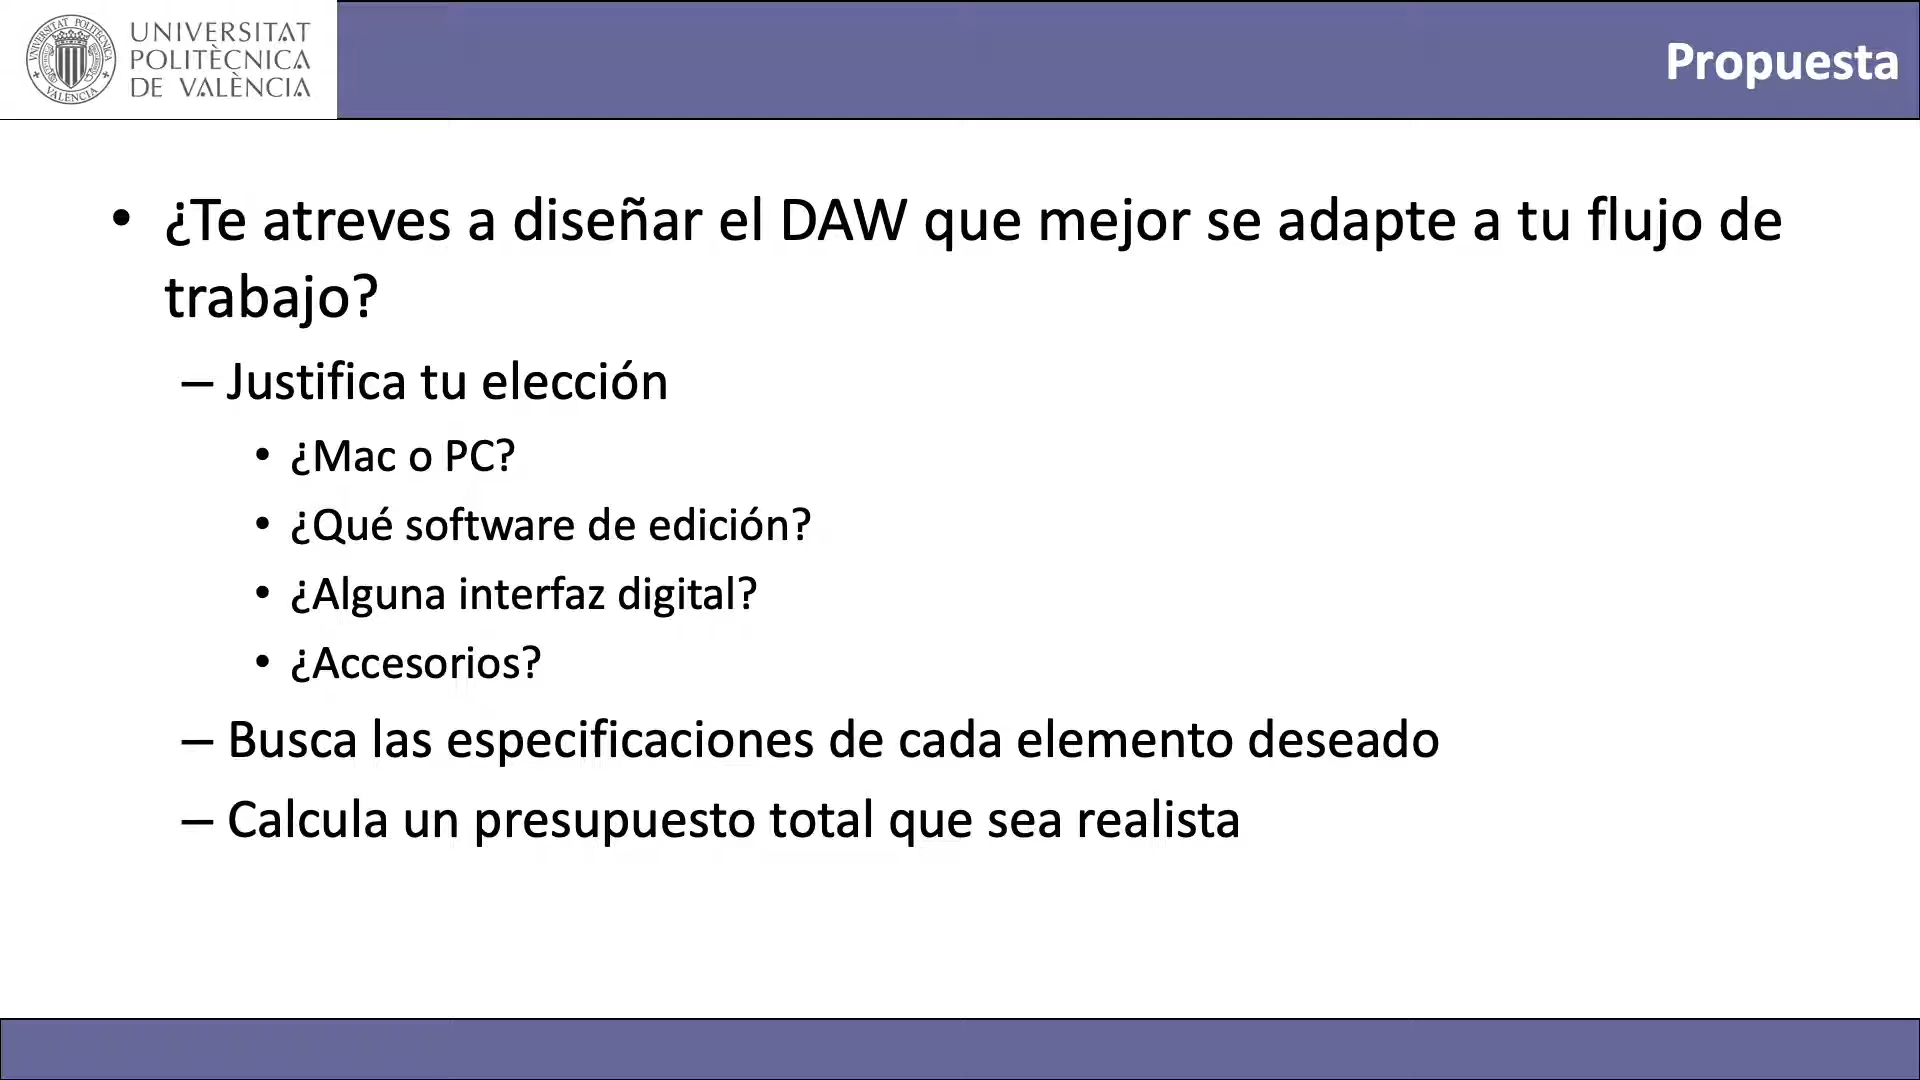 UNIVERSITAT
POLITÈCNICA
DE VALÈNCIA
Propuesta
• ¿Te atreves a diseñar el DAW que mejor se adapte a tu flujo de
trabajo?
– Justifica tu elección
• ¿Mac o PC?
• ¿Qué software de edición?
• ¿Alguna interfaz digital?
• ¿Accesorios?
– Busca las especificaciones de cada elemento deseado
– Calcula un presupuesto total que sea realista